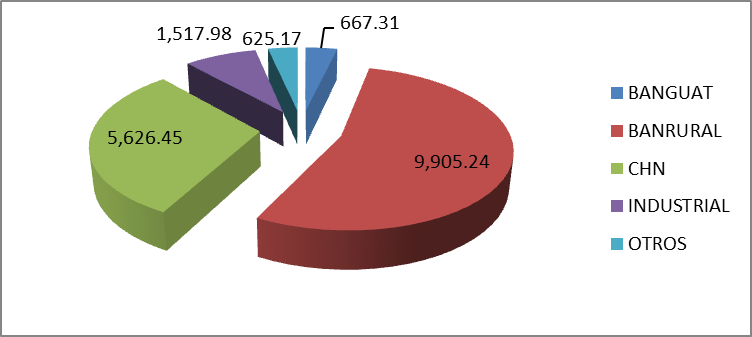 667.31
1,517.98
625.17
5,626.45
9,905.24
BANGUAT
BANRURAL
CHN
INDUSTRIAL
OTROS